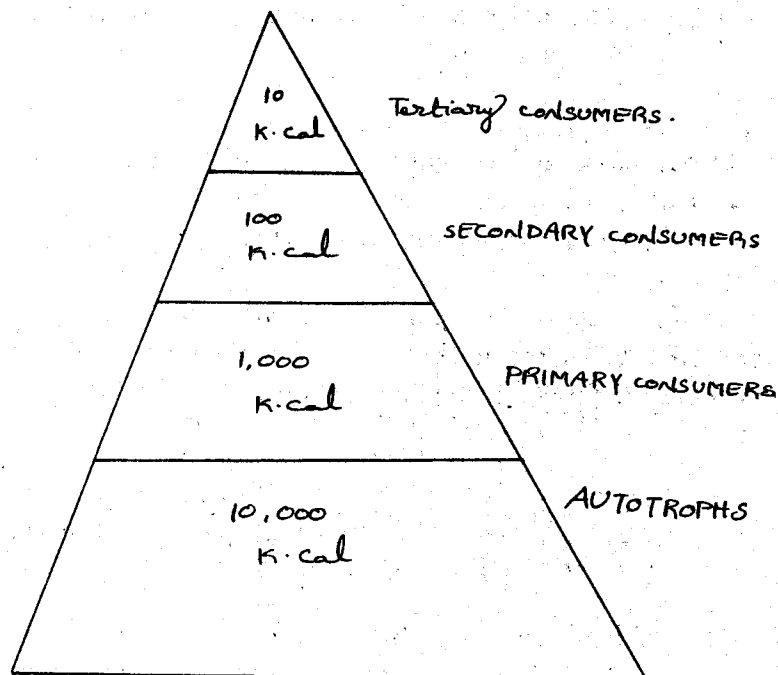 10
K.cal
Tertiary CONSUMERS.
100
K.cal
SECONDARY CONSUMERS
1,000
K.cal
PRIMARY CONSUMERS
10,000
K.cal
AUTOTROPHS